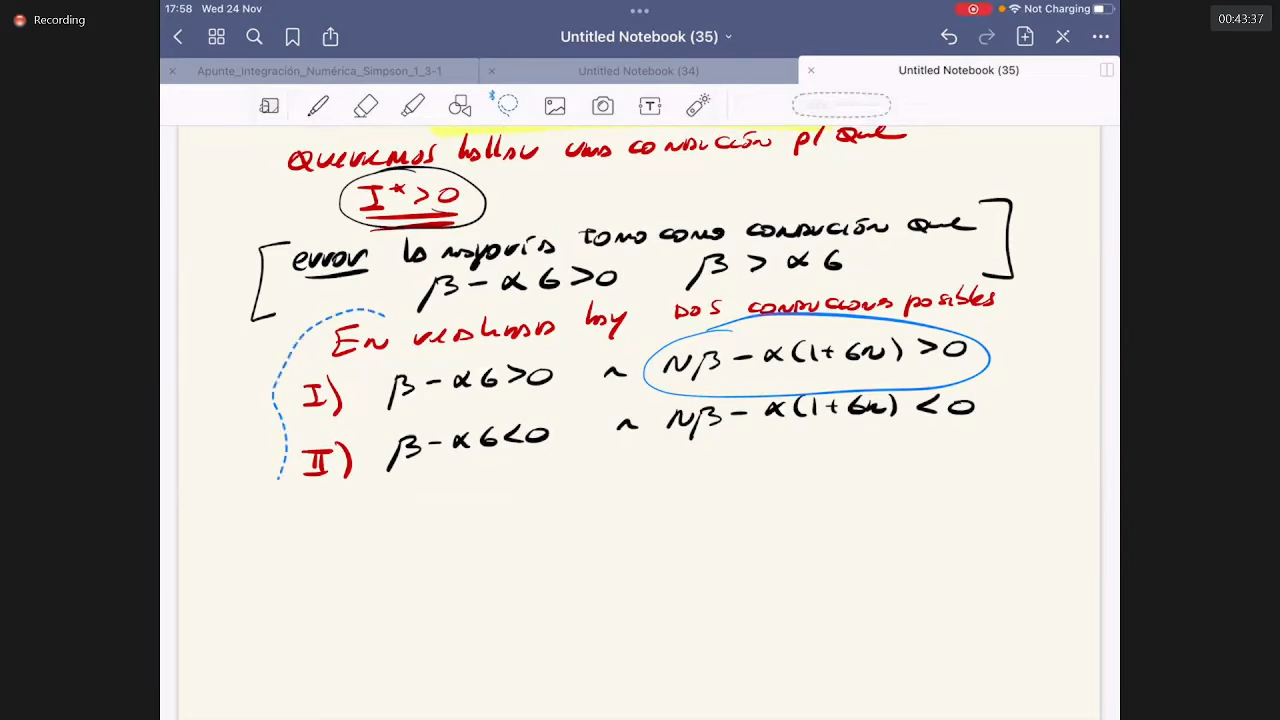 Recording
17:58 Wed 24 Nov
Not Charging
00:43:37
Untitled Notebook (35)
Apunte_Integración_Numérica_Simpson_1_3-1
Untitled Notebook (34)
Untitled Notebook (35)
Queremos hallar una condición p/ que
I* > 0
error la mayoría tomo como condición que
β - α6 > 0 β > α6
En realidad hay dos condiciones posibles
I) β - α6 > 0 ~ Nβ - α(1+6N) > 0
II) β - α6 < 0 ~ Nβ - α(1+6N) < 0